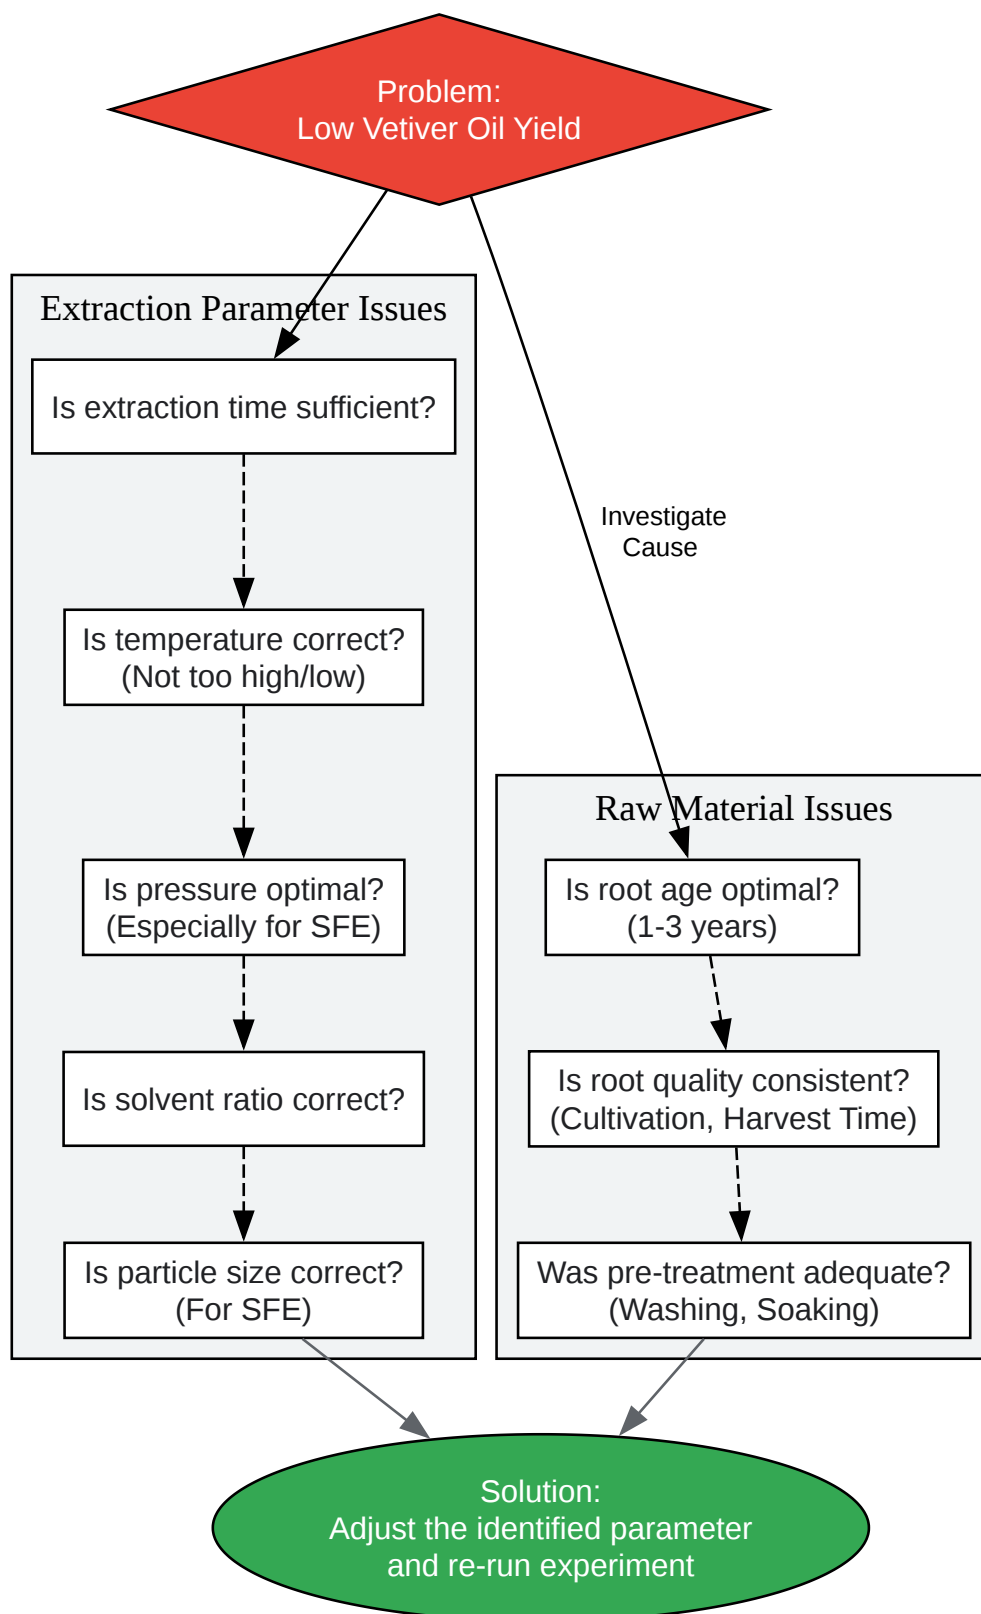 Problem:
Low Vetiver Oil Yield
Extraction Parameter Issues
Is extraction time sufficient?
Is temperature correct?
(Not too high/low)
Is pressure optimal?
(Especially for SFE)
Is solvent ratio correct?
Is particle size correct?
(For SFE)
Investigate
Cause
Raw Material Issues
Is root age optimal?
(1-3 years)
Is root quality consistent?
(Cultivation, Harvest Time)
Was pre-treatment adequate?
(Washing, Soaking)
Solution:
Adjust the identified parameter
and re-run experiment